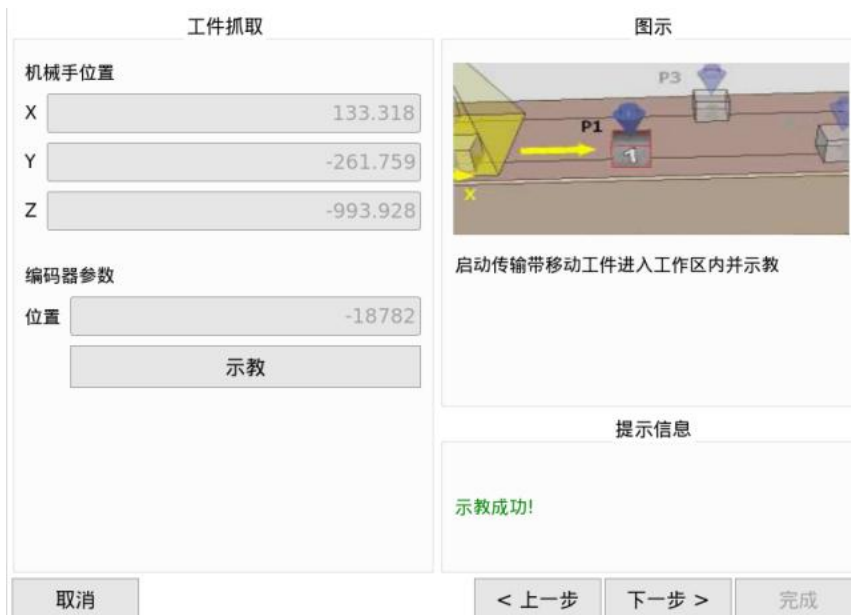 工件抓取
机械手位置
X 133.318
Y -261.759
Z -993.928
编码器参数
位置 -18782
示教
图示
P3
P1
1
X
启动传输带移动工件进入工作区内并示教
提示信息
示教成功!
取消
< 上一步
下一步 >
完成